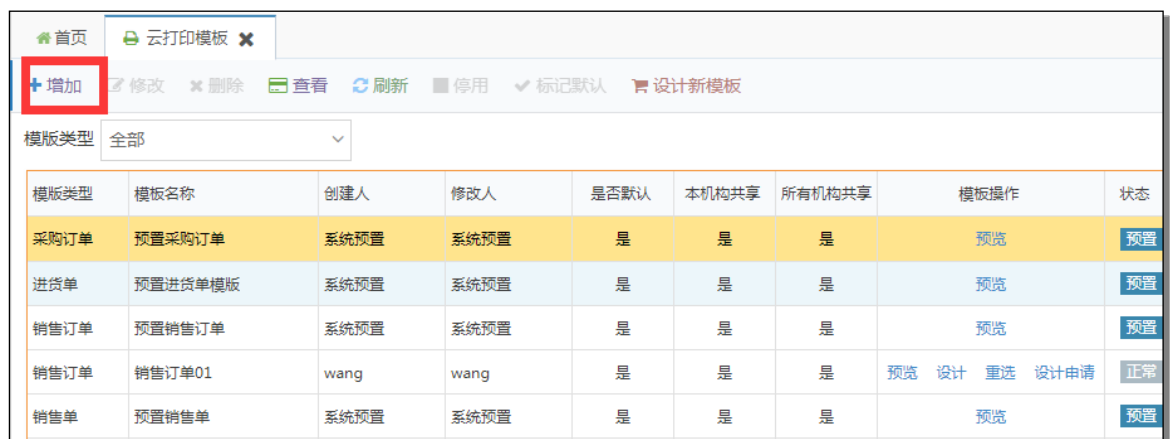 首页 云打印模板
增加 修改 删除 查看 刷新 停用 标记默认 设计新模板
模版类型 全部
模版类型 模板名称 创建人 修改人 是否默认 本机构共享 所有机构共享 模板操作 状态
采购订单 预置采购订单 系统预置 系统预置 是 是 是 预览 预置
进货单 预置进货单模版 系统预置 系统预置 是 是 是 预览 预置
销售订单 预置销售订单 系统预置 系统预置 是 是 是 预览 预置
销售订单 销售订单01 wang wang 是 是 是 预览 设计 重选 设计申请 正常
销售单 预置销售单 系统预置 系统预置 是 是 是 预览 预置